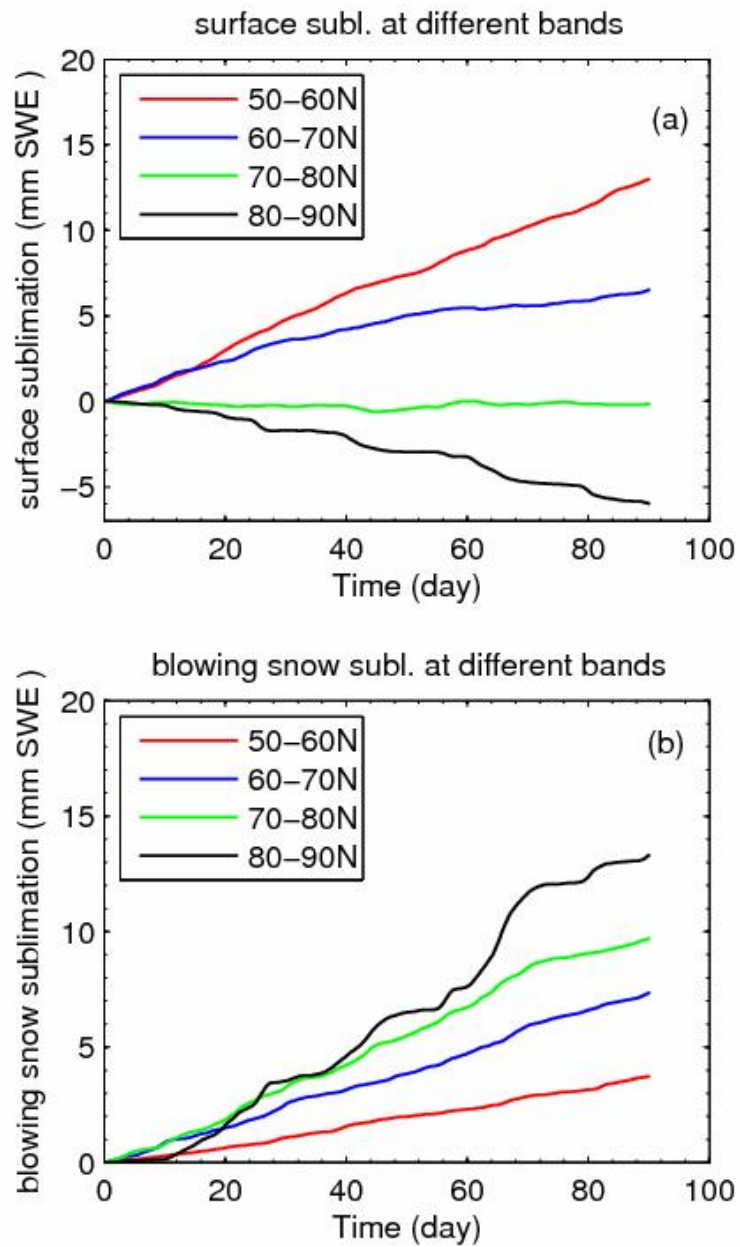 surface subl. at different bands
surface sublimation (mm SWE )
20
15
10
5
0
−5
50−60N
60−70N
70−80N
80−90N
(a)
0 20 40 60 80 100
Time (day)
blowing snow subl. at different bands
blowing snow sublimation (mm SWE )
20
15
10
5
0
50−60N
60−70N
70−80N
80−90N
(b)
0 20 40 60 80 100
Time (day)